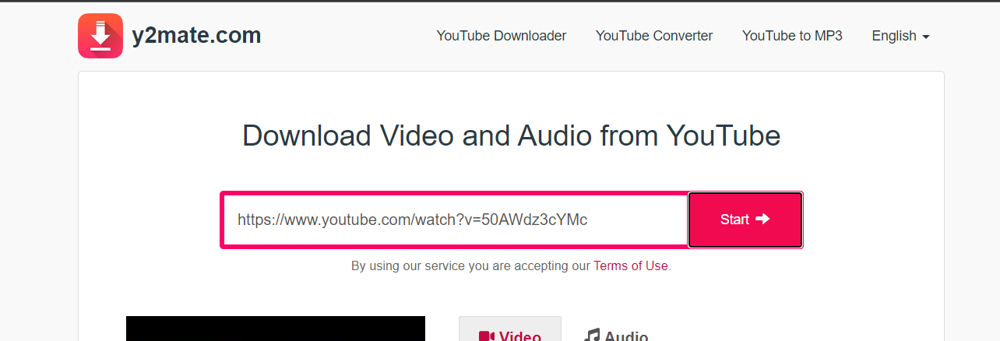 y2mate.com YouTube Downloader YouTube Converter YouTube to MP3 English
Download Video and Audio from YouTube
https://www.youtube.com/watch?v=50AWdz3cYMc Start
By using our service you are accepting our Terms of Use.
Video Audio